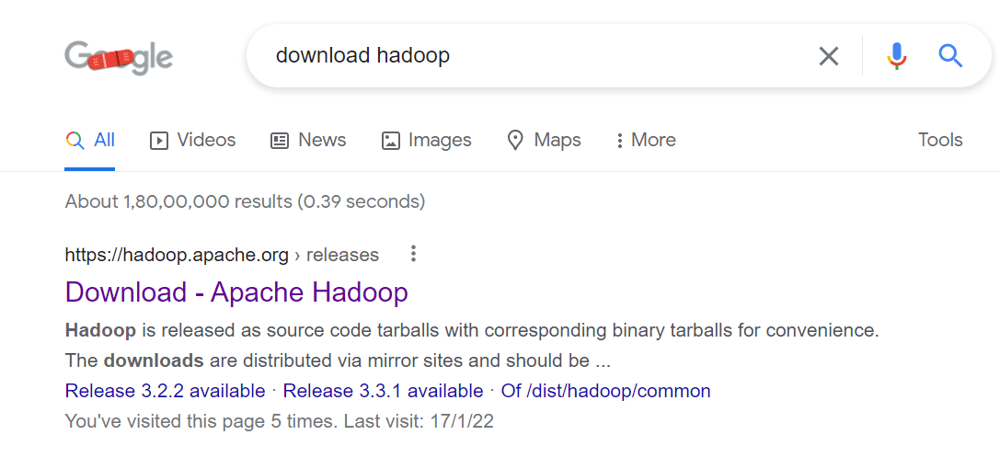 Google
download hadoop
All Videos News Images Maps More Tools
About 1,80,00,000 results (0.39 seconds)
https://hadoop.apache.org › releases
Download - Apache Hadoop
Hadoop is released as source code tarballs with corresponding binary tarballs for convenience.
The downloads are distributed via mirror sites and should be ...
Release 3.2.2 available · Release 3.3.1 available · Of /dist/hadoop/common
You've visited this page 5 times. Last visit: 17/1/22